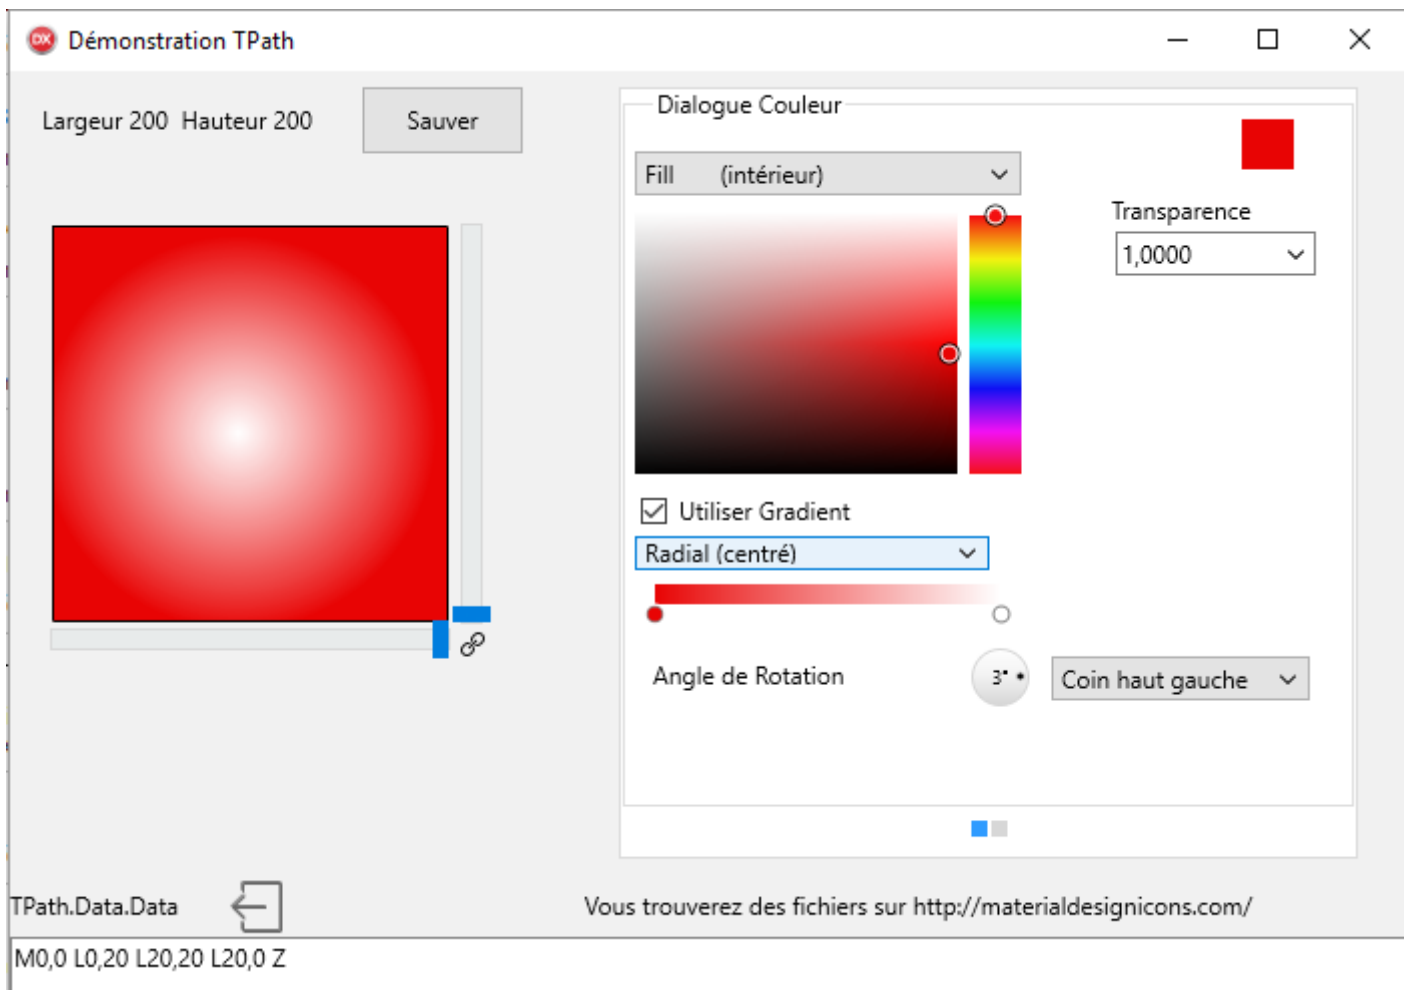 DX Démonstration TPath
Largeur 200 Hauteur 200
Sauver
Dialogue Couleur
Fill (intérieur)
Transparence
1,0000
Utiliser Gradient
Radial (centré)
Angle de Rotation
3°
Coin haut gauche
TPath.Data.Data
Vous trouverez des fichiers sur http://materialdesignicons.com/
M0,0 L0,20 L20,20 L20,0 Z